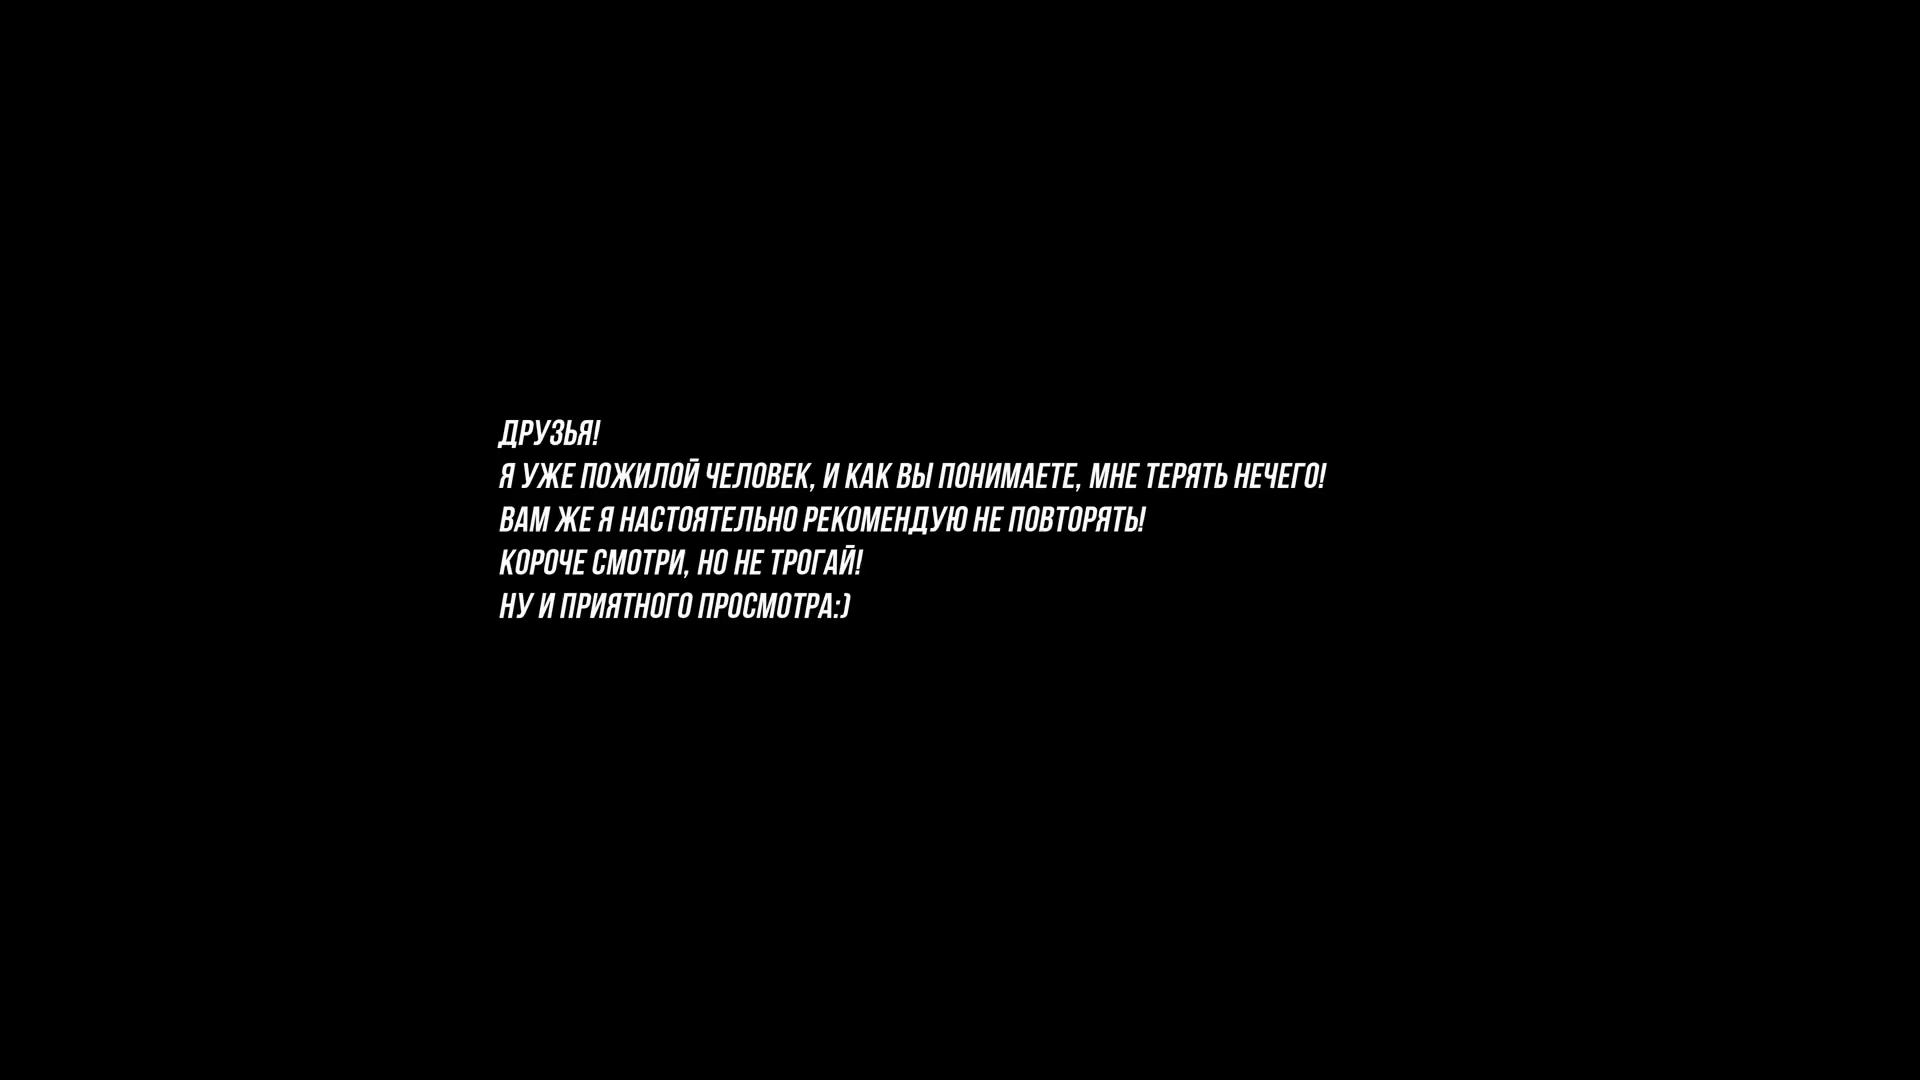 ДРУЗЬЯ!
Я УЖЕ ПОЖИЛОЙ ЧЕЛОВЕК, И КАК ВЫ ПОНИМАЕТЕ, МНЕ ТЕРЯТЬ НЕЧЕГО!
ВАМ ЖЕ Я НАСТОЯТЕЛЬНО РЕКОМЕНДУЮ НЕ ПОВТОРЯТЬ!
КОРОЧЕ СМОТРИ, НО НЕ ТРОГАЙ!
НУ И ПРИЯТНОГО ПРОСМОТРА:)